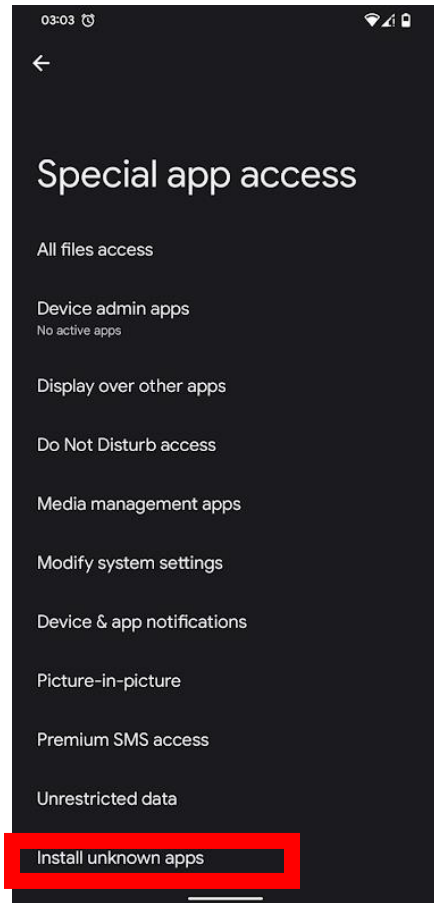 03:03
Special app access
All files access
Device admin apps
No active apps
Display over other apps
Do Not Disturb access
Media management apps
Modify system settings
Device & app notifications
Picture-in-picture
Premium SMS access
Unrestricted data
Install unknown apps